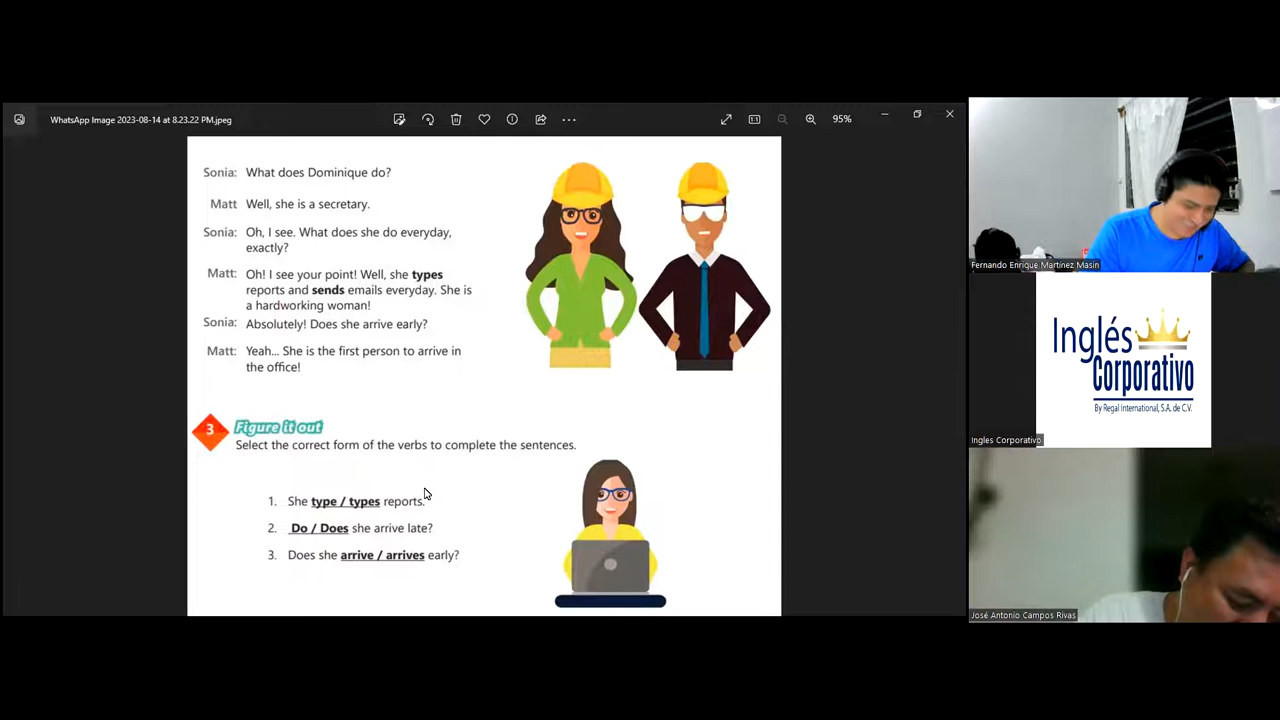 WhatsApp Image 2023-08-14 at 8.23.22 PM.jpeg
95%
Sonia: What does Dominique do?
Matt Well, she is a secretary.
Sonia: Oh, I see. What does she do everyday,
exactly?
Matt: Oh! I see your point! Well, she types
reports and sends emails everyday. She is
a hardworking woman!
Sonia: Absolutely! Does she arrive early?
Matt: Yeah... She is the first person to arrive in
the office!
3 Figure it out
Select the correct form of the verbs to complete the sentences.
1. She type / types reports.
2. Do / Does she arrive late?
3. Does she arrive / arrives early?
Fernando Enrique Martinez Masin
Inglés
Corporativo
By Regal International, S.A. de C.V.
Ingles Corporativo
José Antonio Campos Rivas